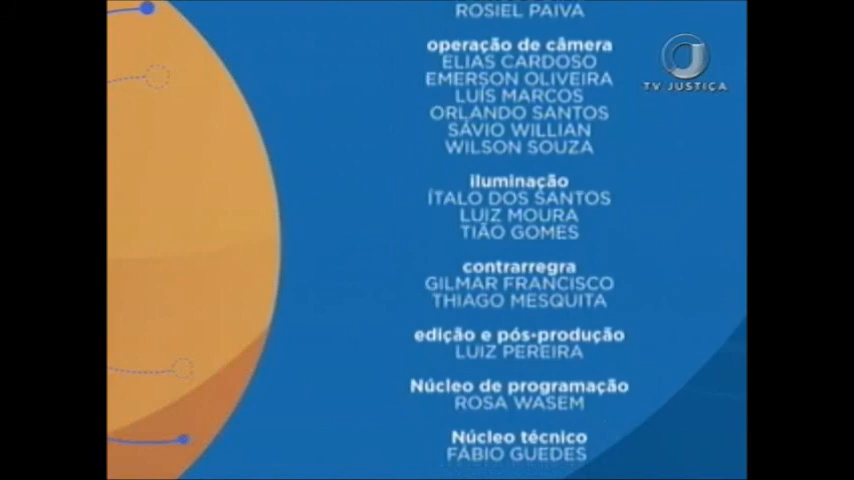 ROSIEL PAIVA
operação de câmera
ELIAS CARDOSO
EMERSON OLIVEIRA
LUÍS MARCOS
ORLANDO SANTOS
SÁVIO WILLIAN
WILSON SOUZA
iluminação
ÍTALO DOS SANTOS
LUIZ MOURA
TIÃO GOMES
contrarregra
GILMAR FRANCISCO
THIAGO MESQUITA
edição e pós-produção
LUIZ PEREIRA
Núcleo de programação
ROSA WASEM
Núcleo técnico
FÁBIO GUEDES
TV JUSTIÇA